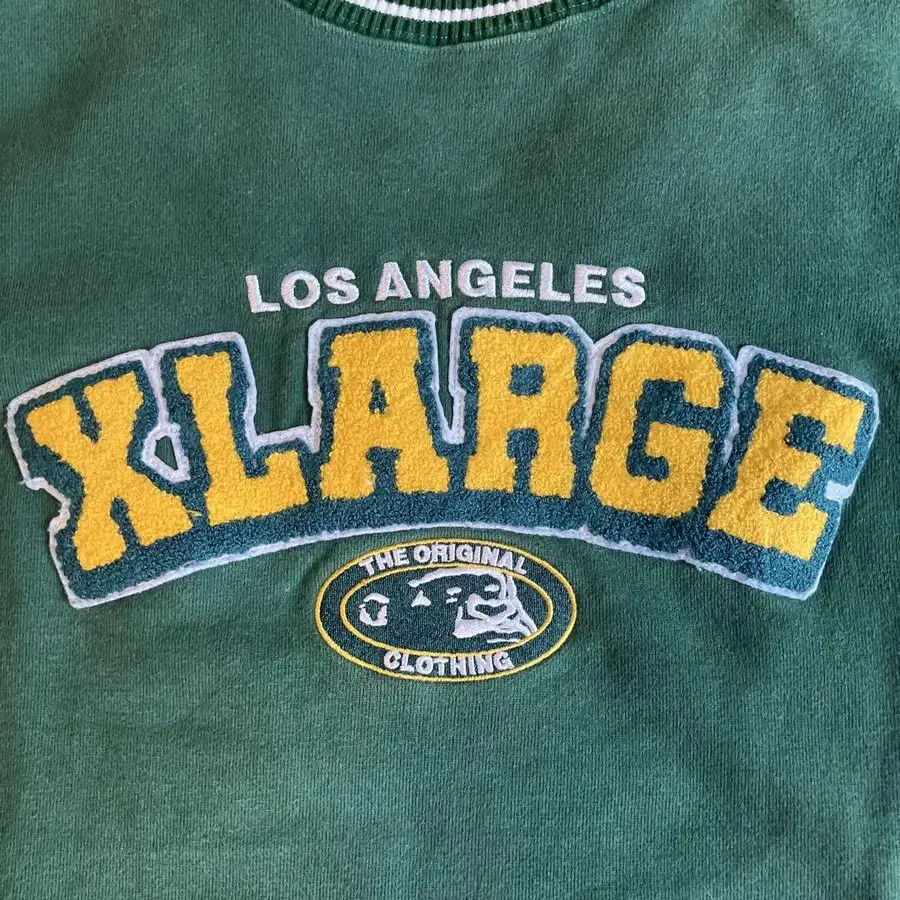 LOS ANGELES
XLARGE
THE ORIGINAL
CLOTHING